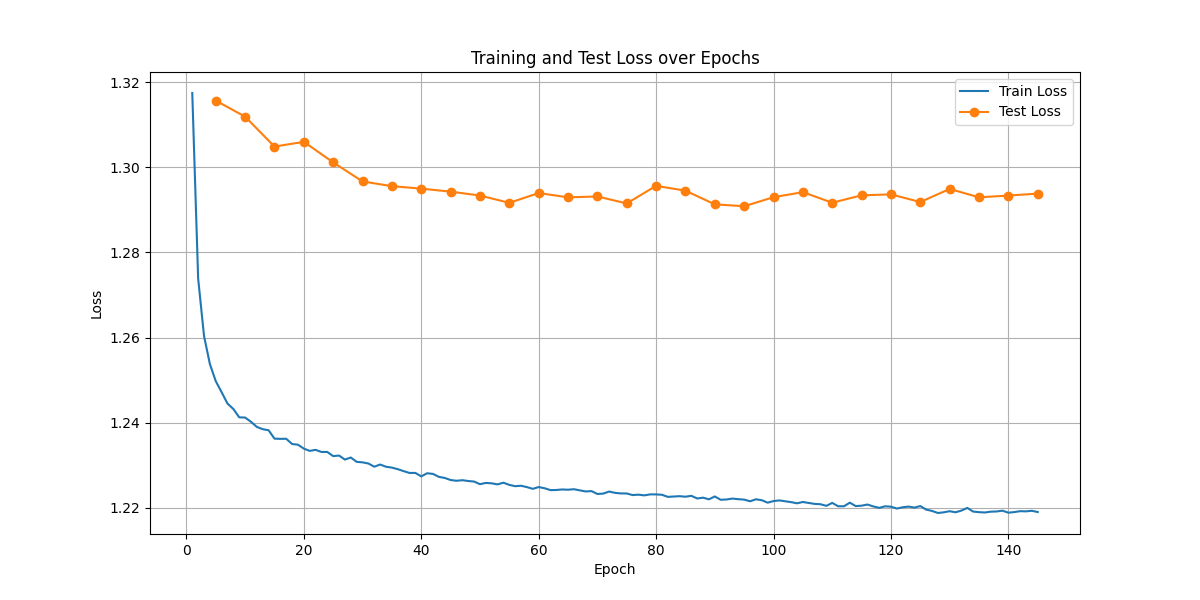 Training and Test Loss over Epochs
Train Loss
Test Loss
1.32
1.30
1.28
1.26
1.24
1.22
Loss
0 20 40 60 80 100 120 140
Epoch